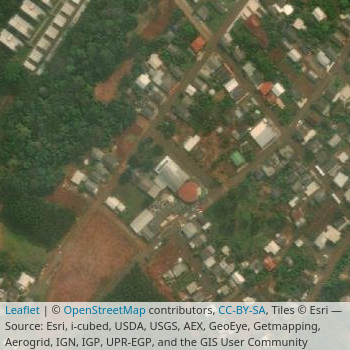 Leaflet | © OpenStreetMap contributors, CC-BY-SA, Tiles © Esri —
Source: Esri, i-cubed, USDA, USGS, AEX, GeoEye, Getmapping,
Aerogrid, IGN, IGP, UPR-EGP, and the GIS User Community